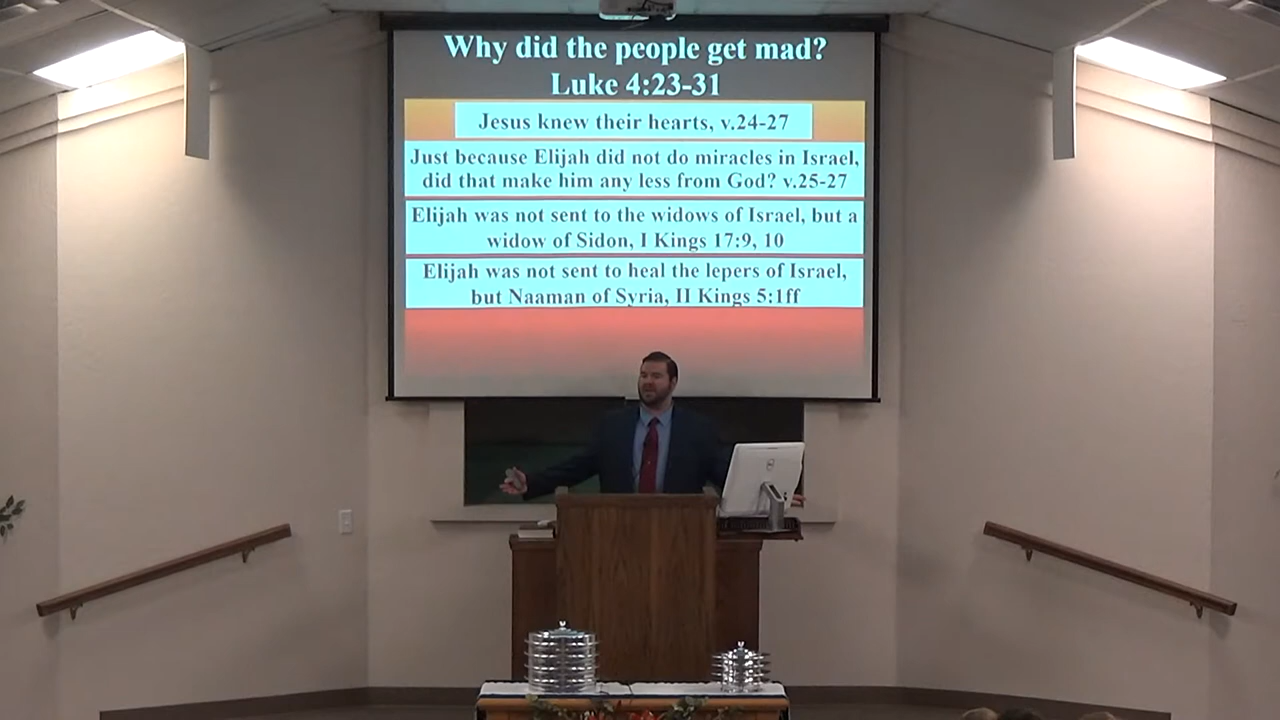 Why did the people get mad?
Luke 4:23-31
Jesus knew their hearts, v.24-27
Just because Elijah did not do miracles in Israel,
did that make him any less from God? v.25-27
Elijah was not sent to the widows of Israel, but a
widow of Sidon, I Kings 17:9, 10
Elijah was not sent to heal the lepers of Israel,
but Naaman of Syria, II Kings 5:1ff